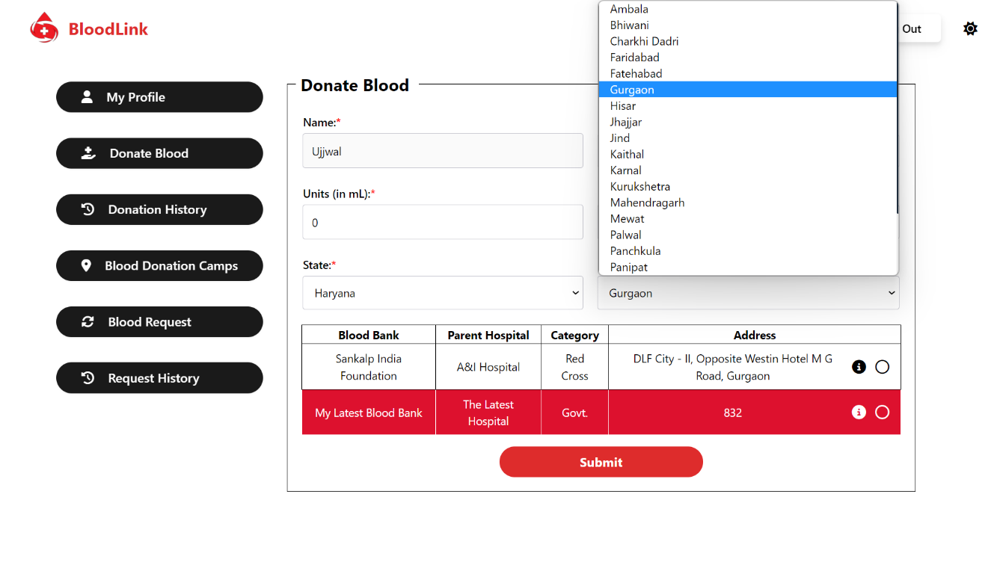 BloodLink
Out
My Profile
Donate Blood
Donation History
Blood Donation Camps
Blood Request
Request History
Donate Blood
Name:*
Ujjwal
Units (in mL):*
0
State:*
Haryana
Ambala
Bhiwani
Charkhi Dadri
Faridabad
Fatehabad
Gurgaon
Hisar
Jhajjar
Jind
Kaithal
Karnal
Kurukshetra
Mahendragarh
Mewat
Palwal
Panchkula
Panipat
Gurgaon
Blood Bank Parent Hospital Category Address
Sankalp India
Foundation
A&I Hospital
Red
Cross
DLF City - II, Opposite Westin Hotel M G
Road, Gurgaon
My Latest Blood Bank
The Latest
Hospital
Govt.
832
Submit